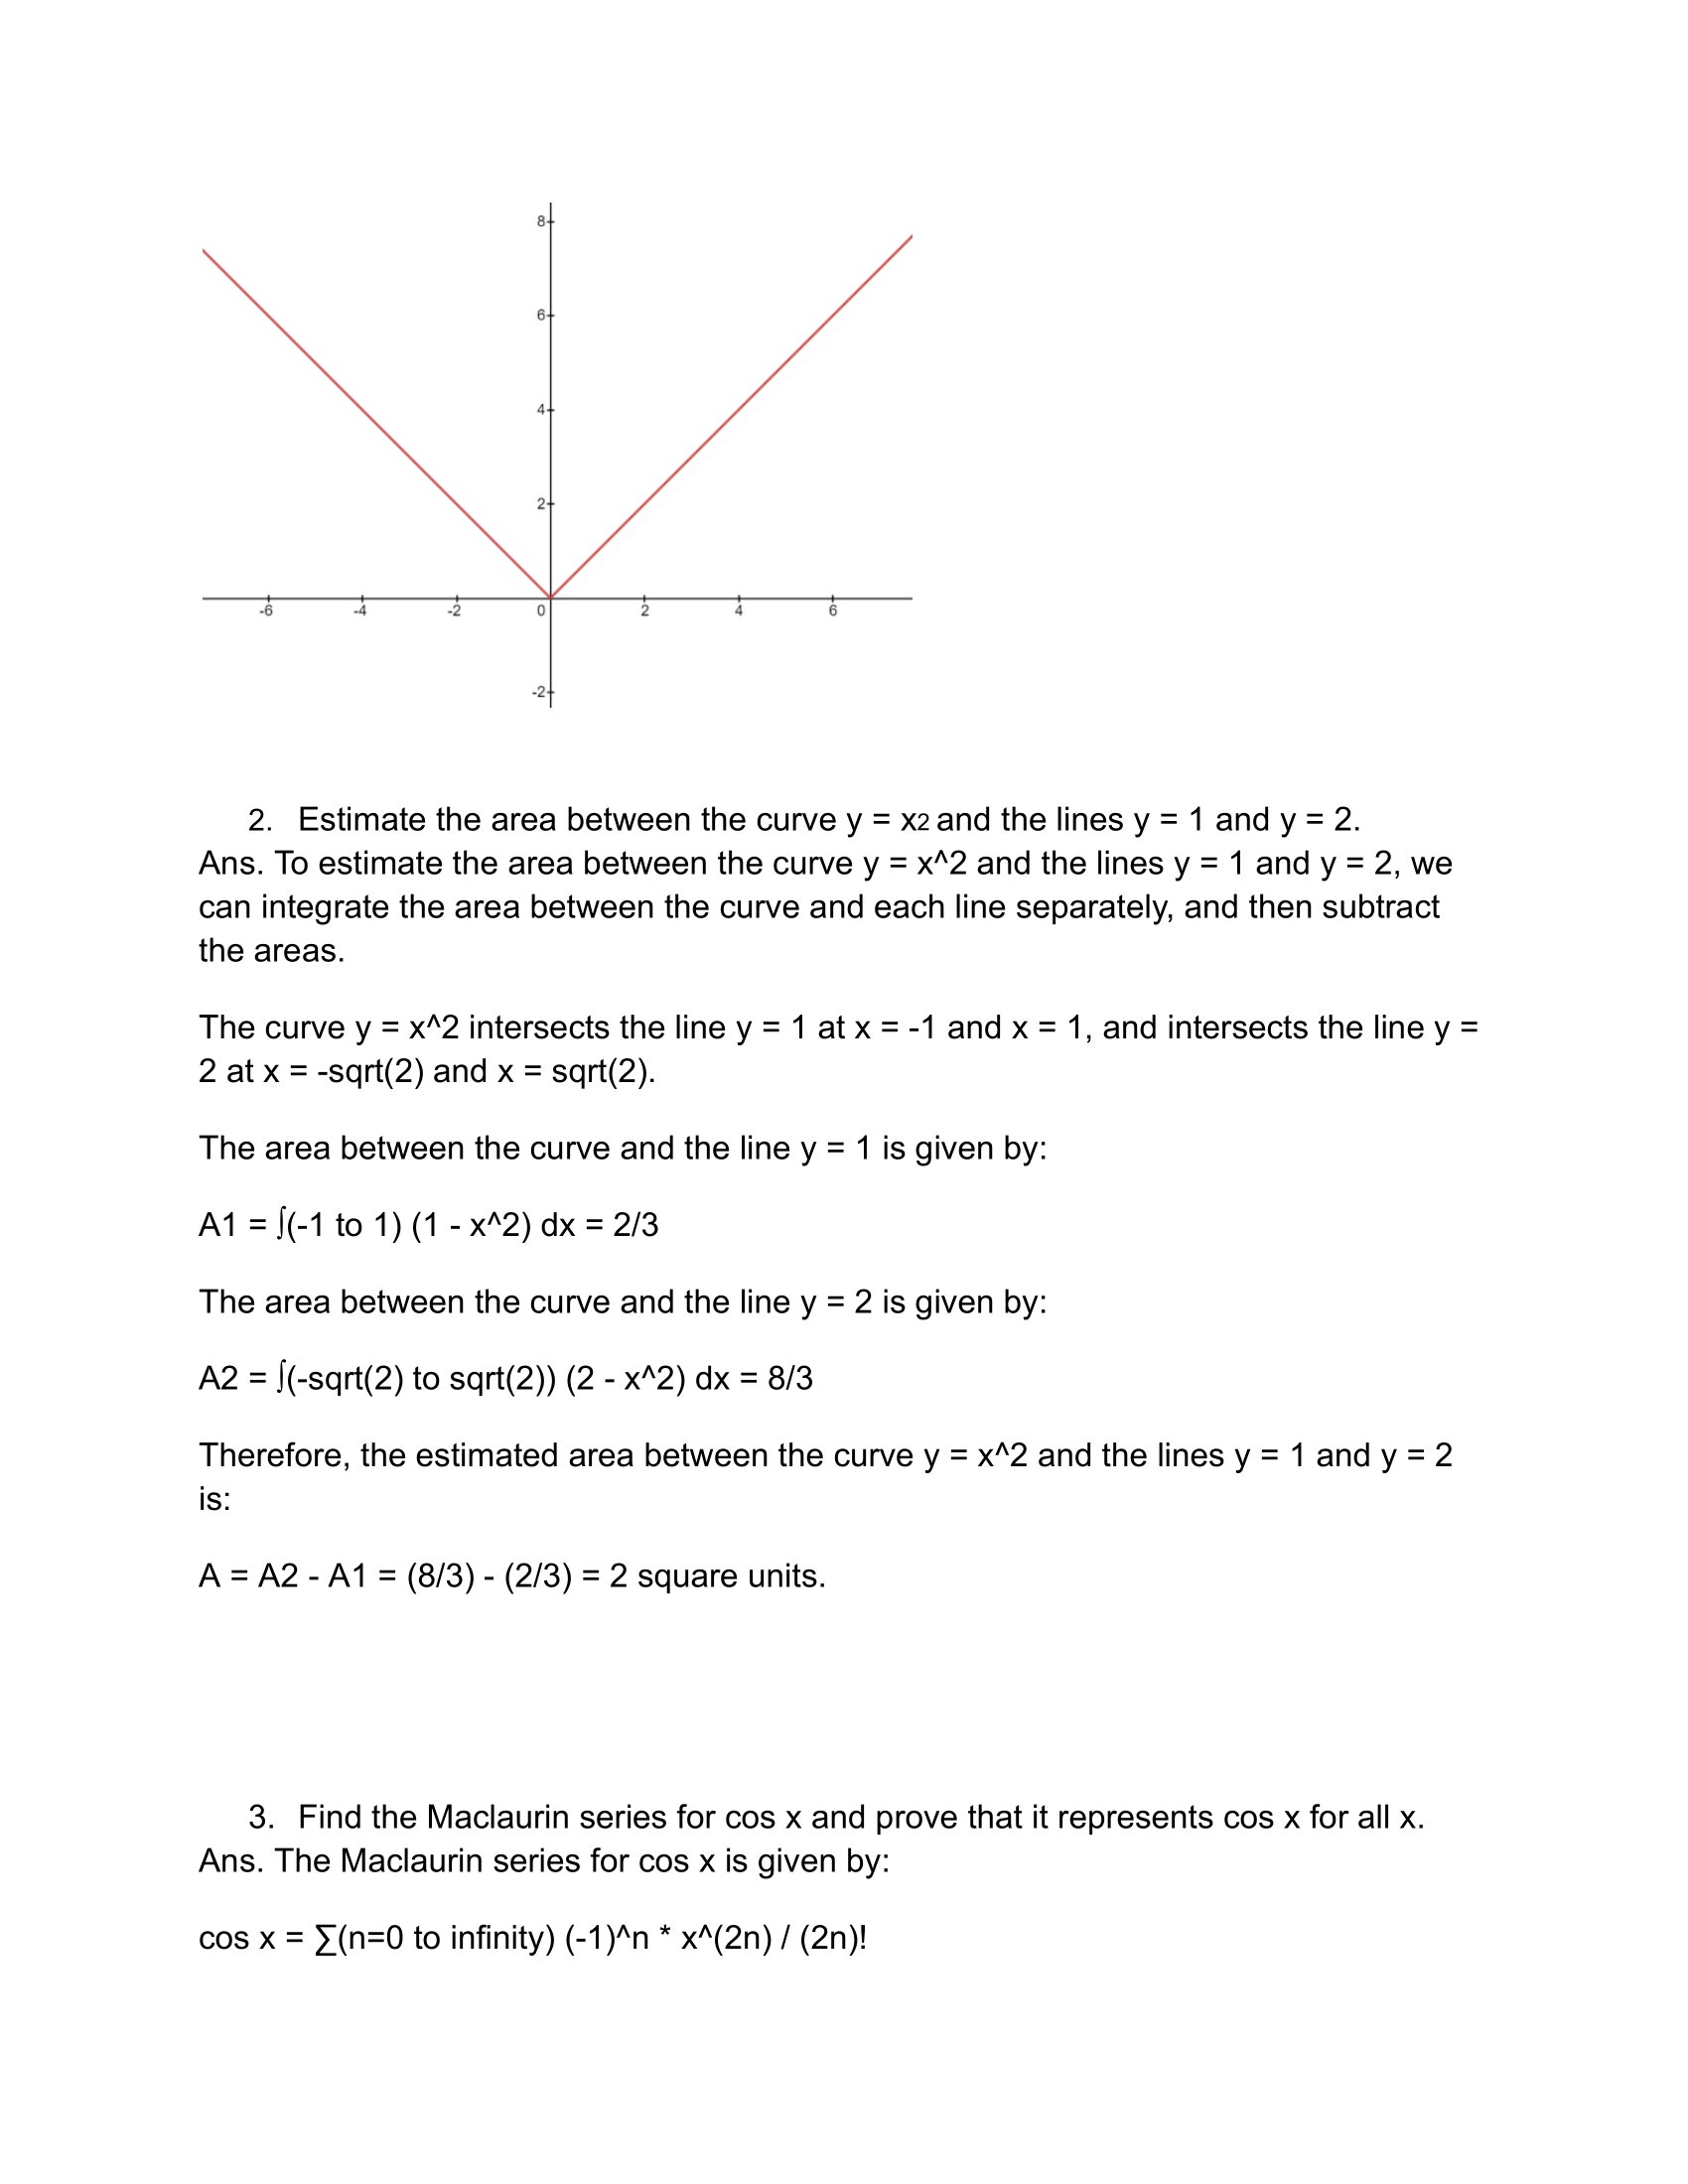 8
6
4
2
-6 -4 -2 0 2 4 6
-2
2. Estimate the area between the curve y = x2 and the lines y = 1 and y = 2.
Ans. To estimate the area between the curve y = x^2 and the lines y = 1 and y = 2, we
can integrate the area between the curve and each line separately, and then subtract
the areas.
The curve y = x^2 intersects the line y = 1 at x = -1 and x = 1, and intersects the line y =
2 at x = -sqrt(2) and x = sqrt(2).
The area between the curve and the line y = 1 is given by:
A1 = ∫(-1 to 1) (1 - x^2) dx = 2/3
The area between the curve and the line y = 2 is given by:
A2 = ∫(-sqrt(2) to sqrt(2)) (2 - x^2) dx = 8/3
Therefore, the estimated area between the curve y = x^2 and the lines y = 1 and y = 2
is:
A = A2 - A1 = (8/3) - (2/3) = 2 square units.
3. Find the Maclaurin series for cos x and prove that it represents cos x for all x.
Ans. The Maclaurin series for cos x is given by:
cos x = ∑(n=0 to infinity) (-1)^n * x^(2n) / (2n)!